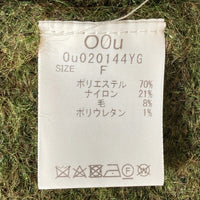 OOu
0u020144YG
SIZE F
ポリエステル 70%
ナイロン 21%
毛 8%
ポリウレタン 1%